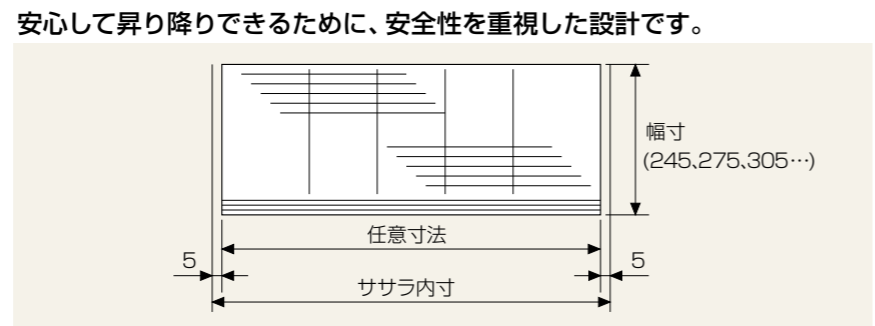 安心して昇り降りできるために、安全性を重視した設計です。
幅寸
(245、275、305…)
任意寸法
5
5
ササラ内寸